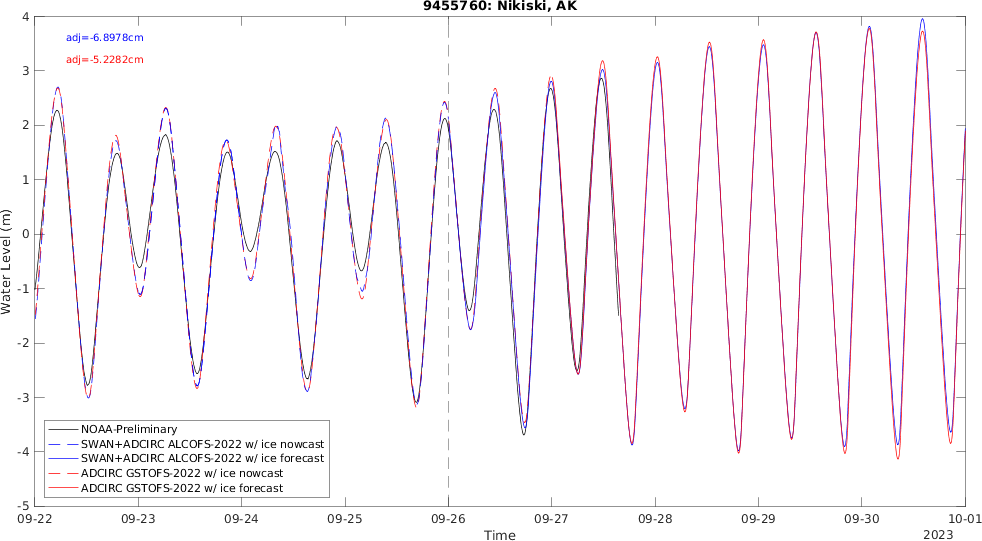 9455760: Nikiski, AK
adj=-6.8978cm
adj=-5.2282cm
Water Level (m)
4
3
2
1
0
-1
-2
-3
-4
-5
NOAA-Preliminary
SWAN+ADCIRC ALCOFS-2022 w/ ice nowcast
SWAN+ADCIRC ALCOFS-2022 w/ ice forecast
ADCIRC GSTOFS-2022 w/ ice nowcast
ADCIRC GSTOFS-2022 w/ ice forecast
09-22 09-23 09-24 09-25 09-26 09-27 09-28 09-29 09-30 10-01
Time
2023